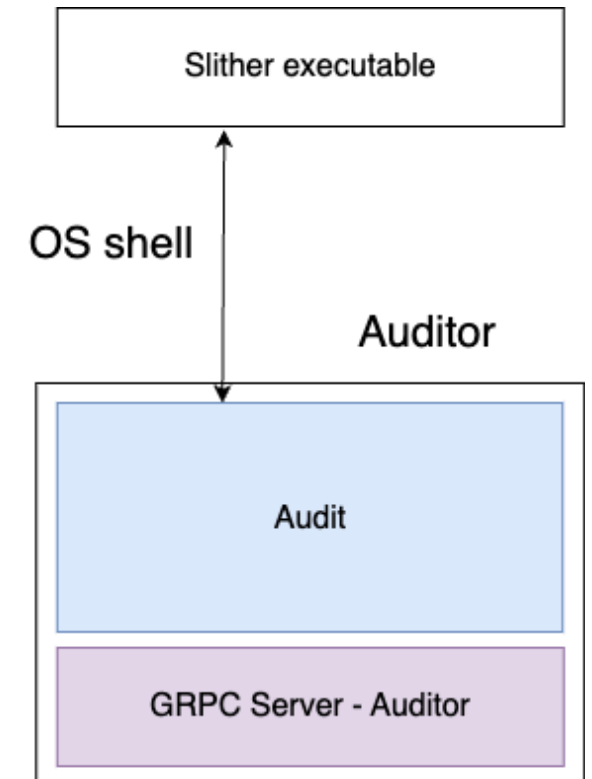 Slither executable
OS shell
Auditor
Audit
GRPC Server - Auditor